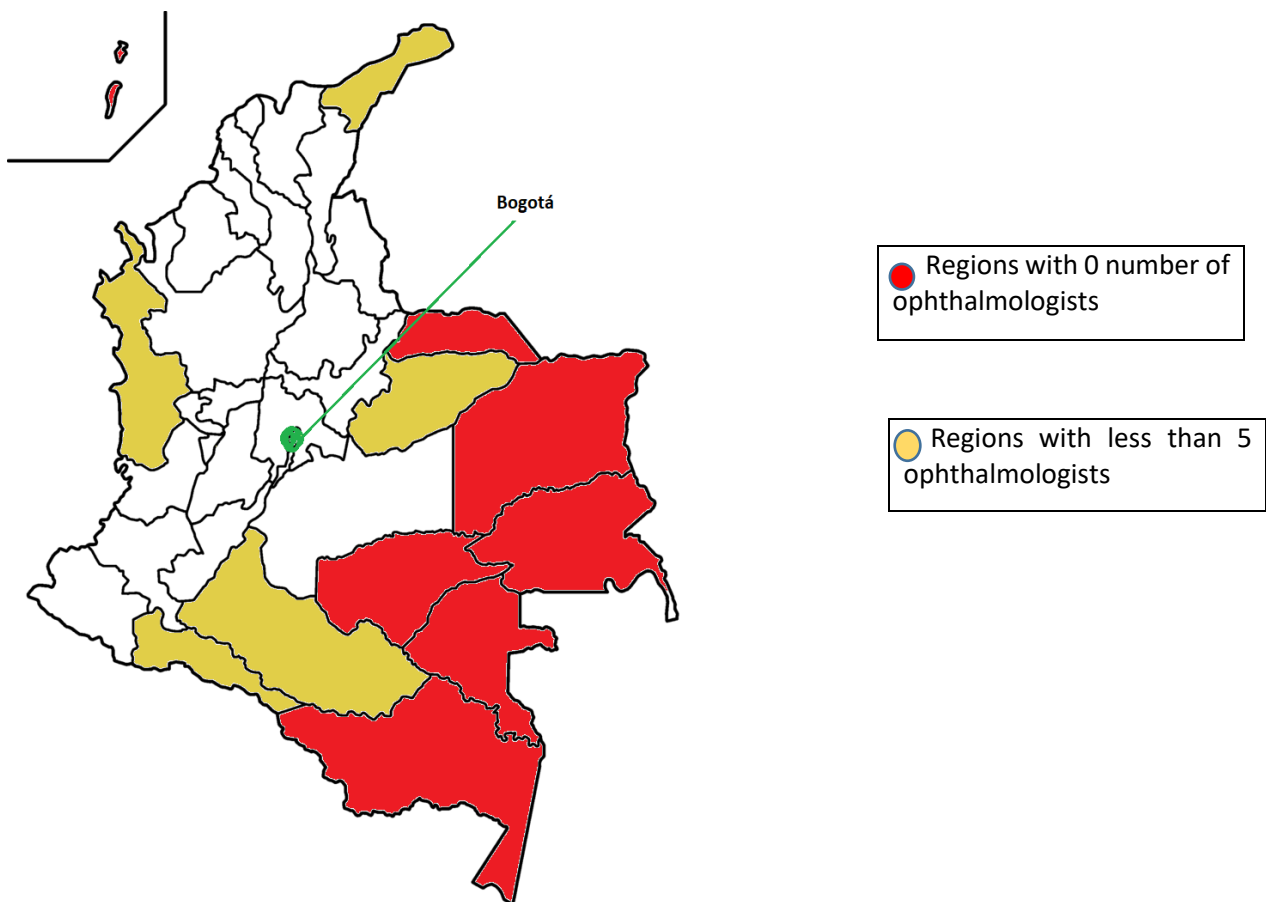 Bogotá
Regions with 0 number of
ophthalmologists
Regions with less than 5
ophthalmologists